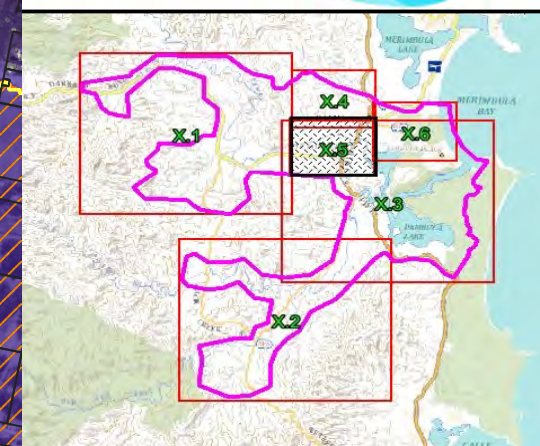 MERIMBULA
LAKE
MERIMBULA
BAY
X.4
X.6
X.1
X.5
X.3
PAMBULA
LAKE
X.2